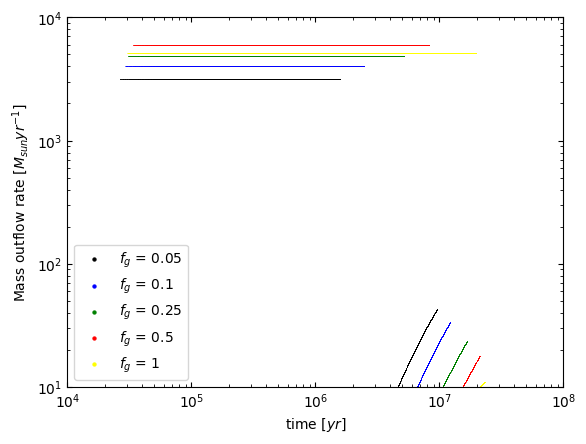 10^4
10^3
10^2
10^1
Mass outflow rate [M_{sun}yr^{-1}]
f_g = 0.05
f_g = 0.1
f_g = 0.25
f_g = 0.5
f_g = 1
10^4 10^5 10^6 10^7 10^8
time [yr]